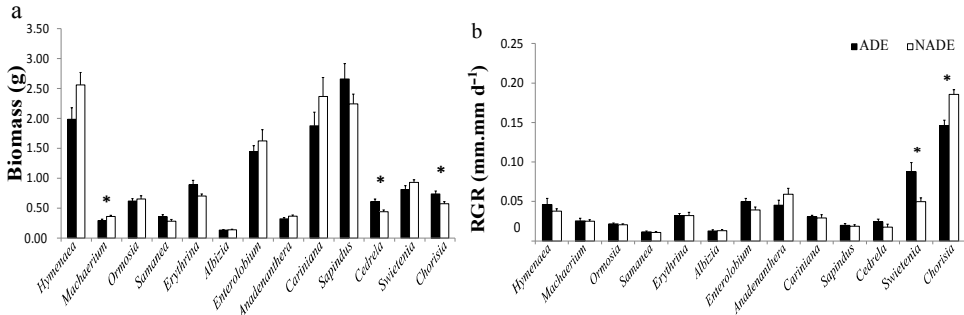 a
Biomass (g)
3.50
3.00
2.50
2.00
1.50
1.00
0.50
0.00
*
*
*
Hymenaea
Machaerium
Ormosia
Samanea
Erythrina
Albizia
Enterolobium
Anadenanthera
Cariniana
Sapindus
Cedrela
Swietenia
Chorisia
b
ADE NADE
RGR (mm.mm d-1)
0.25
0.20
0.15
0.10
0.05
0
*
*
Hymenaea
Machaerium
Ormosia
Samanea
Erythrina
Albizia
Enterolobium
Anadenanthera
Cariniana
Sapindus
Cedrela
Swietenia
Chorisia